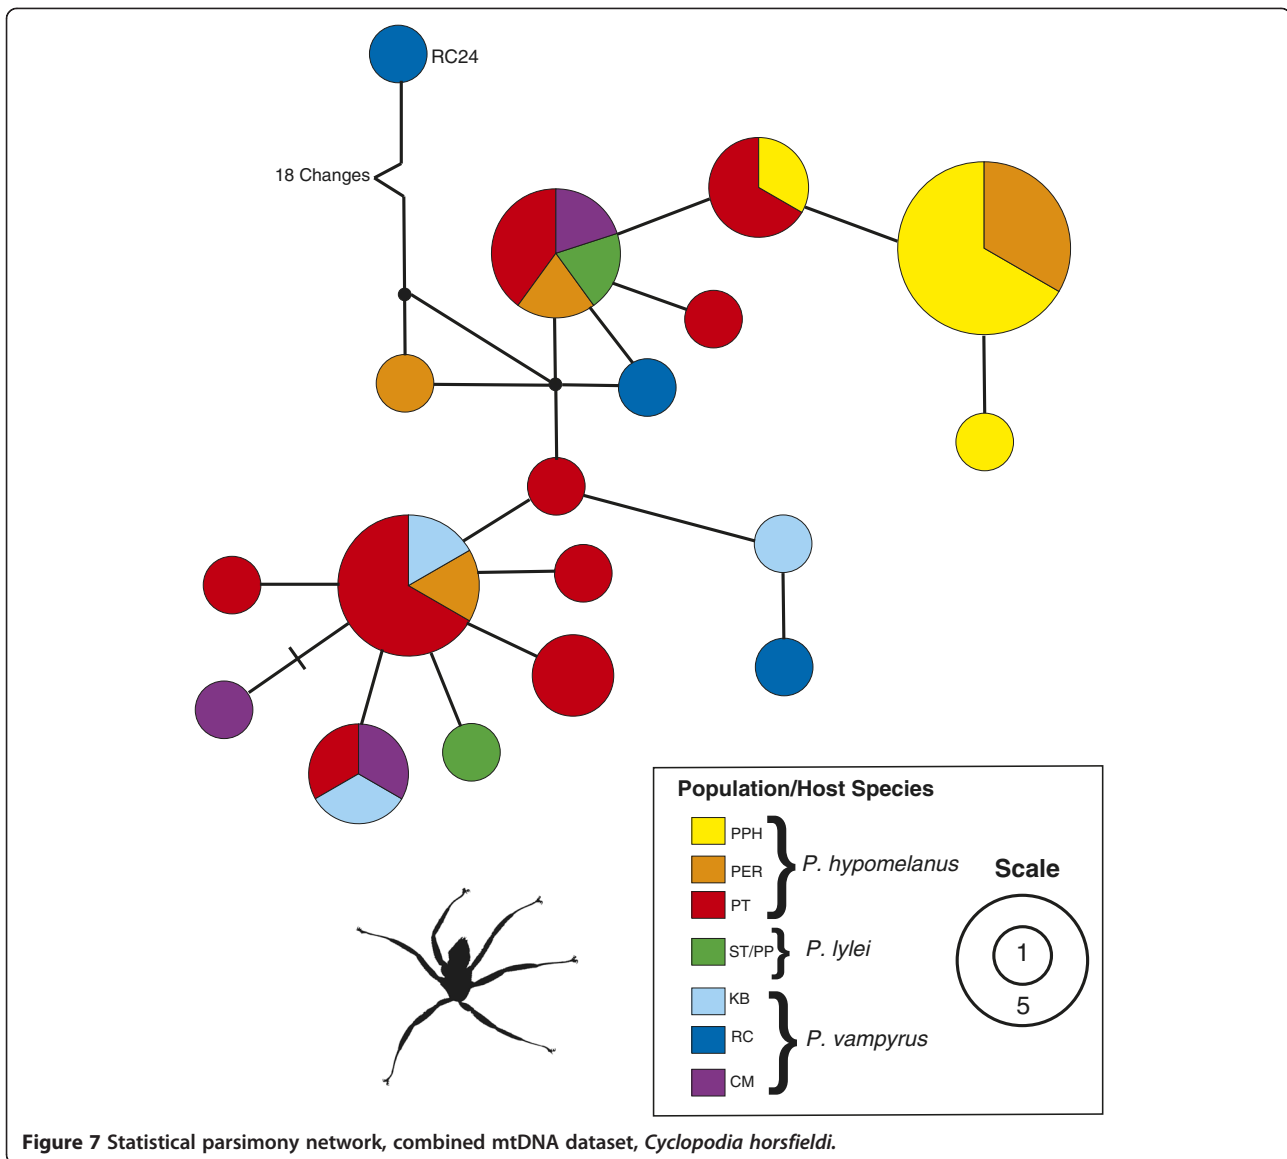 RC24
18 Changes
Population/Host Species
PPH
PER
PT
P. hypomelanus
ST/PP
P. lylei
KB
RC
CM
P. vampyrus
Scale
1
5
Figure 7 Statistical parsimony network, combined mtDNA dataset, Cyclopodia horsfieldi.